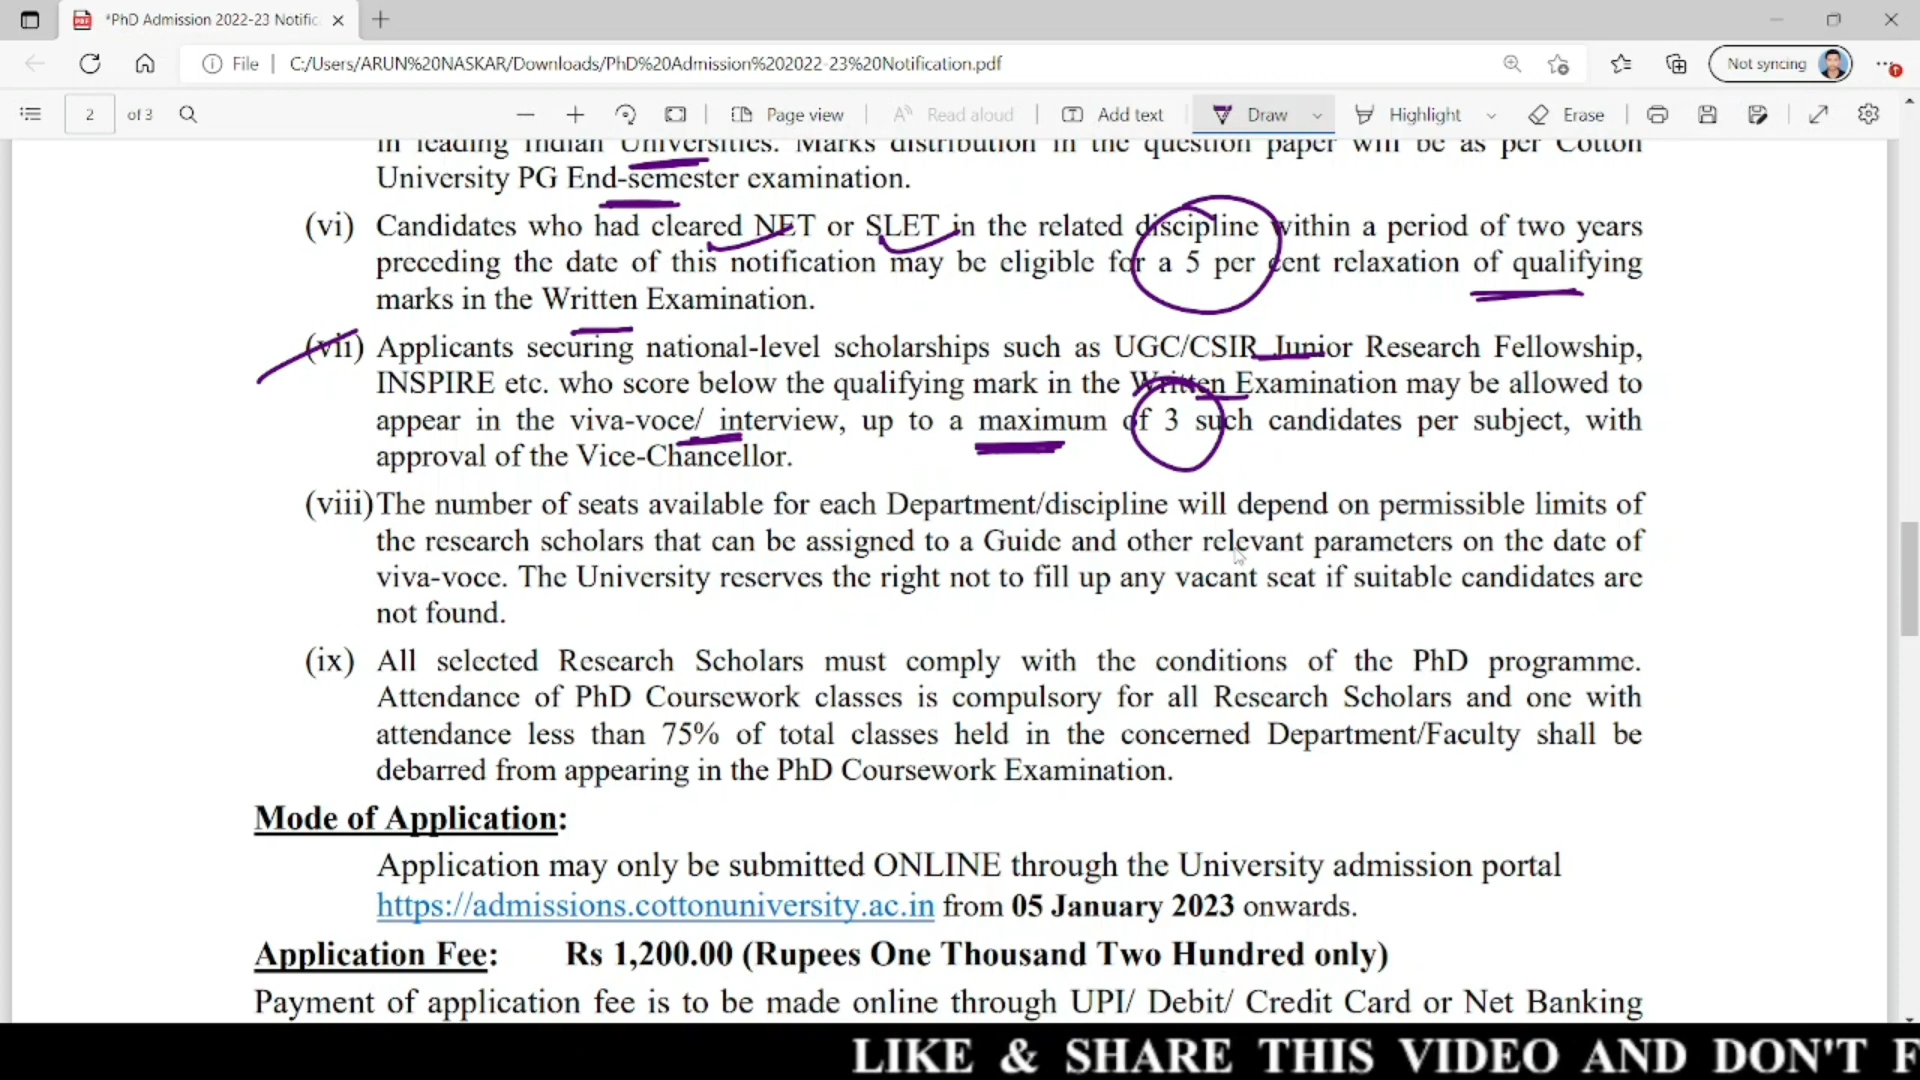 *PhD Admission 2022-23 Notific
File
C:/Users/ARUN%20NASKAR/Downloads/PhD%20Admission%202022-23%20Notification.pdf
Not syncing
2 of 3
Page view
Read aloud
Add text
Draw
Highlight
Erase
in leading Indian Universities. Marks distribution in the question paper will be as per Cotton
University PG End-semester examination.
(vi) Candidates who had cleared NET or SLET in the related discipline within a period of two years
preceding the date of this notification may be eligible for a 5 per cent relaxation of qualifying
marks in the Written Examination.
(vii) Applicants securing national-level scholarships such as UGC/CSIR Junior Research Fellowship,
INSPIRE etc. who score below the qualifying mark in the Written Examination may be allowed to
appear in the viva-voce/ interview, up to a maximum of 3 such candidates per subject, with
approval of the Vice-Chancellor.
(viii) The number of seats available for each Department/discipline will depend on permissible limits of
the research scholars that can be assigned to a Guide and other relevant parameters on the date of
viva-voce. The University reserves the right not to fill up any vacant seat if suitable candidates are
not found.
(ix) All selected Research Scholars must comply with the conditions of the PhD programme.
Attendance of PhD Coursework classes is compulsory for all Research Scholars and one with
attendance less than 75% of total classes held in the concerned Department/Faculty shall be
debarred from appearing in the PhD Coursework Examination.
Mode of Application:
Application may only be submitted ONLINE through the University admission portal
https://admissions.cottonuniversity.ac.in from 05 January 2023 onwards.
Application Fee: Rs 1,200.00 (Rupees One Thousand Two Hundred only)
Payment of application fee is to be made online through UPI/ Debit/ Credit Card or Net Banking
LIKE & SHARE THIS VIDEO AND DON'T F